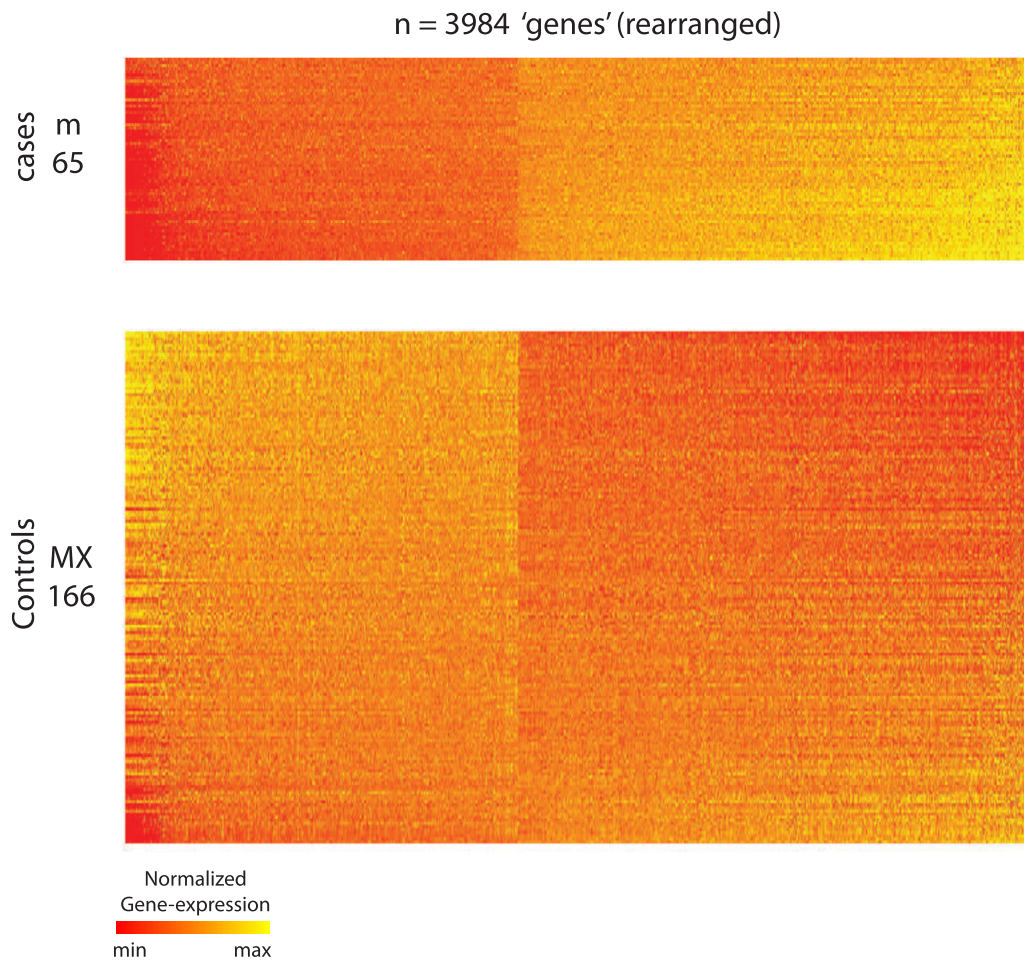 n = 3984 ‘genes’ (rearranged)
cases
m
65
Controls
MX
166
Normalized
Gene-expression
min max